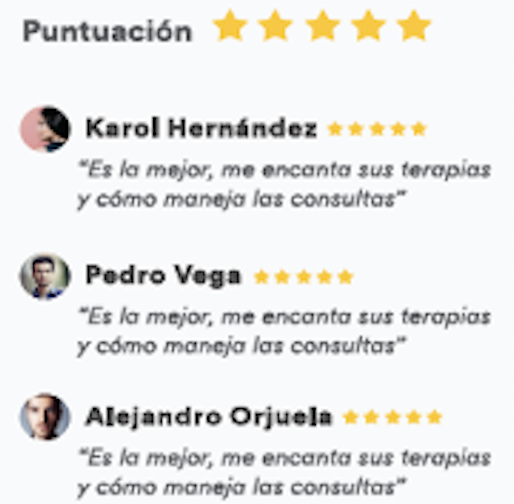 Puntuación
Karol Hernández
“Es la mejor, me encanta sus terapias
y cómo maneja las consultas”
Pedro Vega
“Es la mejor, me encanta sus terapias
y cómo maneja las consultas”
Alejandro Orjuela
“Es la mejor, me encanta sus terapias
y cómo maneja las consultas”